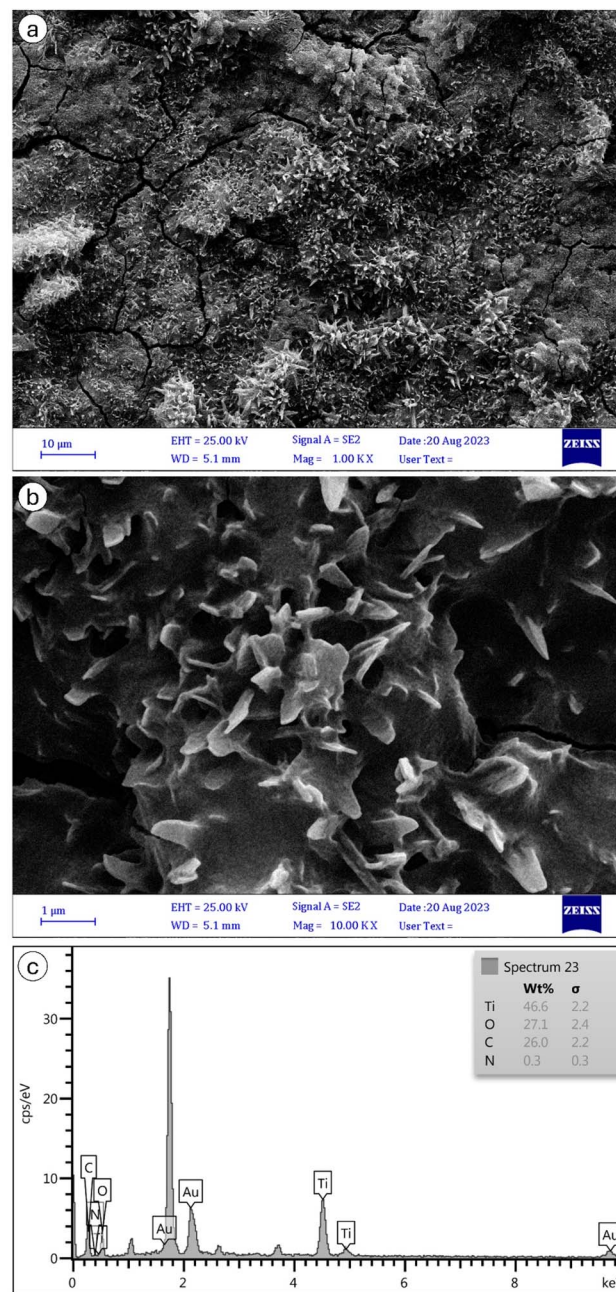 a
10 µm
EHT = 25.00 kV Signal A = SE2 Date :20 Aug 2023
WD = 5.1 mm Mag = 1.00 K X User Text =
ZEISS
b
1 µm
EHT = 25.00 kV Signal A = SE2 Date :20 Aug 2023
WD = 5.1 mm Mag = 10.00 K X User Text =
ZEISS
c
Spectrum 23
Wt% σ
Ti 46.6 2.2
O 27.1 2.4
C 26.0 2.2
N 0.3 0.3
cps/eV
30
20
10
0
C
O
N
Au
Au
Ti
Ti
Au
0 2 4 6 8 ke